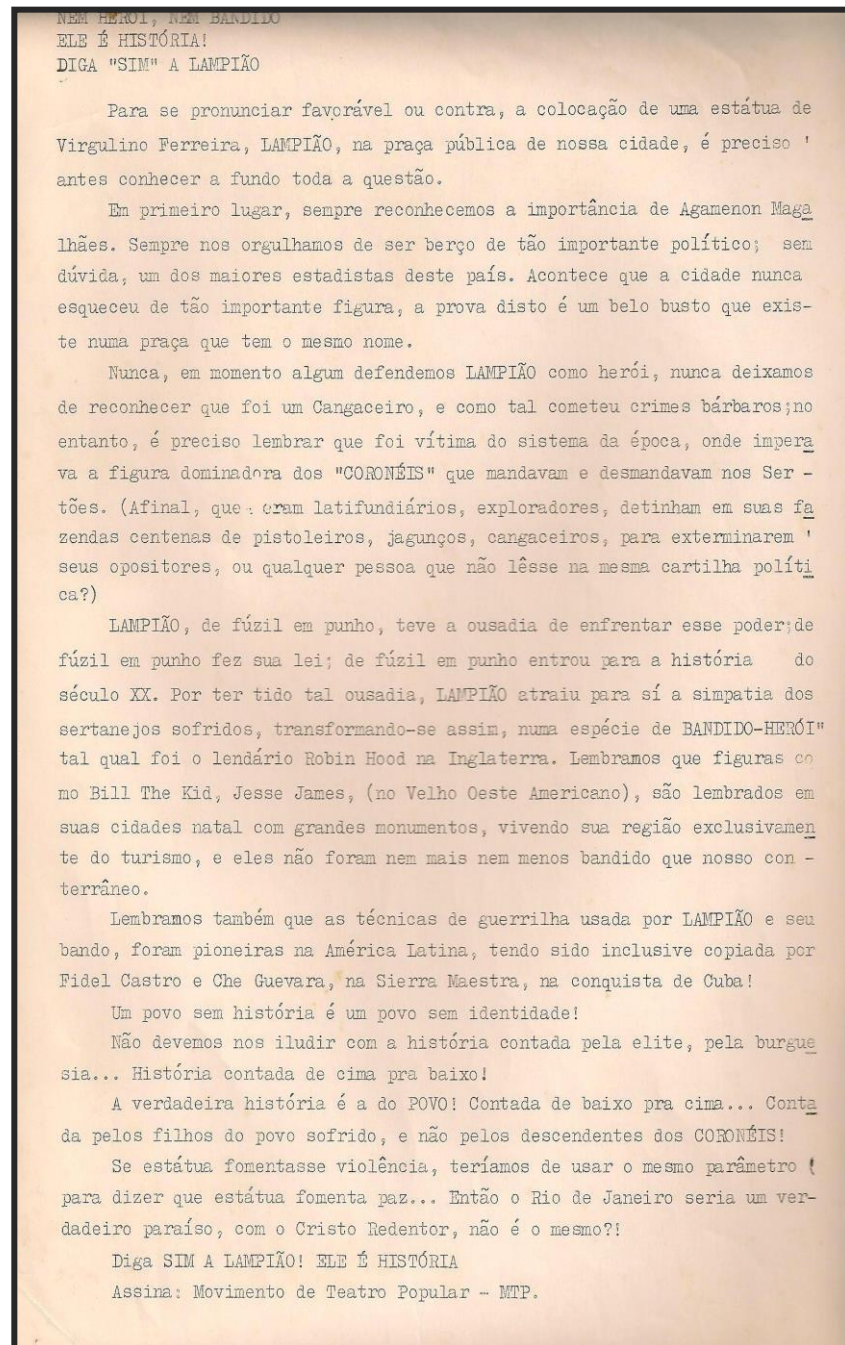 NEM HERÓI, NEM BANDIDO
ELE É HISTÓRIA!
DIGA "SIM" A LAMPIÃO
Para se pronunciar favorável ou contra, a colocação de uma estátua de
Virgulino Ferreira, LAMPIÃO, na praça pública de nossa cidade, é preciso '
antes conhecer a fundo toda a questão.
Em primeiro lugar, sempre reconhecemos a importância de Agamenon Maga
lhães. Sempre nos orgulhamos de ser berço de tão importante político; sem
dúvida, um dos maiores estadistas deste país. Acontece que a cidade nunca
esqueceu de tão importante figura, a prova disto é um belo busto que exis-
te numa praça que tem o mesmo nome.
Nunca, em momento algum defendemos LAMPIÃO como herói, nunca deixamos
de reconhecer que foi um Cangaceiro, e como tal cometeu crimes bárbaros;no
entanto, é preciso lembrar que foi vítima do sistema da época, onde impera
va a figura dominadora dos "CORONÉIS" que mandavam e desmandavam nos Ser -
tões. (Afinal, que eram latifundiários, exploradores, detinham em suas fa
zendas centenas de pistoleiros, jagunços, cangaceiros, para exterminarem '
seus opositores, ou qualquer pessoa que não lêsse na mesma cartilha políti
ca?)
LAMPIÃO, de fúzil em punho, teve a ousadia de enfrentar esse poder;de
fúzil em punho fez sua lei; de fúzil em punho entrou para a história do
século XX. Por ter tido tal ousadia, LAMPIÃO atraiu para sí a simpatia dos
sertanejos sofridos, transformando-se assim, numa espécie de BANDIDO-HERÓI"
tal qual foi o lendário Robin Hood na Inglaterra. Lembramos que figuras co
mo Bill The Kid, Jesse James, (no Velho Oeste Americano), são lembrados em
suas cidades natal com grandes monumentos, vivendo sua região exclusivamen
te do turismo, e eles não foram nem mais nem menos bandido que nosso con -
terrâneo.
Lembramos também que as técnicas de guerrilha usada por LAMPIÃO e seu
bando, foram pioneiras na América Latina, tendo sido inclusive copiada por
Fidel Castro e Che Guevara, na Sierra Maestra, na conquista de Cuba!
Um povo sem história é um povo sem identidade!
Não devemos nos iludir com a história contada pela elite, pela burgue
sia... História contada de cima pra baixo!
A verdadeira história é a do POVO! Contada de baixo pra cima... Conta
da pelos filhos do povo sofrido, e não pelos descendentes dos CORONÉIS!
Se estátua fomentasse violência, teríamos de usar o mesmo parâmetro (
para dizer que estátua fomenta paz... Então o Rio de Janeiro seria um ver-
dadeiro paraíso, com o Cristo Redentor, não é o mesmo?!
Diga SIM A LAMPIÃO! ELE É HISTÓRIA
Assina: Movimento de Teatro Popular - MTP.